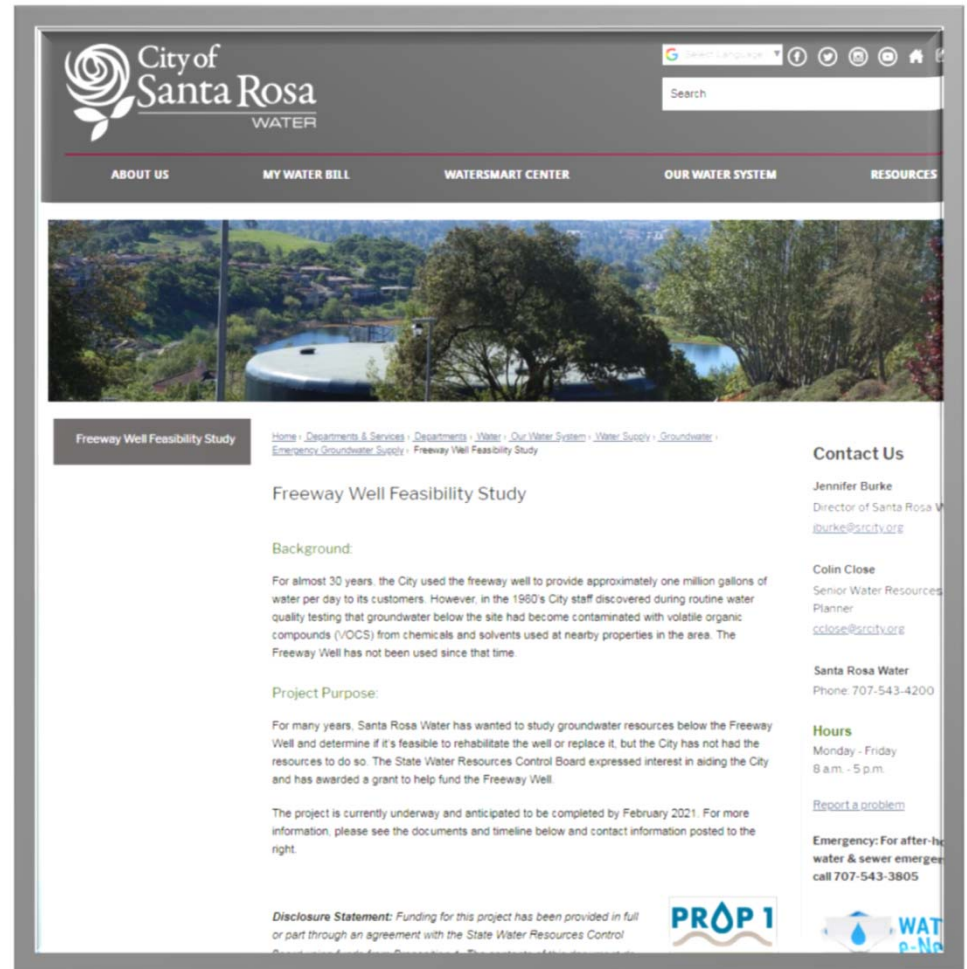 City of
Santa Rosa
WATER
Select Language
Search
ABOUT US MY WATER BILL WATERSMART CENTER OUR WATER SYSTEM RESOURCES
Freeway Well Feasibility Study
Home › Departments & Services › Departments › Water › Our Water System › Water Supply › Groundwater ›
Emergency Groundwater Supply › Freeway Well Feasibility Study
Freeway Well Feasibility Study
Background:
For almost 30 years, the City used the freeway well to provide approximately one million gallons of
water per day to its customers. However, in the 1980's City staff discovered during routine water
quality testing that groundwater below the site had become contaminated with volatile organic
compounds (VOCS) from chemicals and solvents used at nearby properties in the area. The
Freeway Well has not been used since that time.
Project Purpose:
For many years, Santa Rosa Water has wanted to study groundwater resources below the Freeway
Well and determine if it's feasible to rehabilitate the well or replace it, but the City has not had the
resources to do so. The State Water Resources Control Board expressed interest in aiding the City
and has awarded a grant to help fund the Freeway Well.
The project is currently underway and anticipated to be completed by February 2021. For more
information, please see the documents and timeline below and contact information posted to the
right.
Disclosure Statement: Funding for this project has been provided in full
or part through an agreement with the State Water Resources Control
PROP 1
Contact Us
Jennifer Burke
Director of Santa Rosa W
jburke@srcity.org
Colin Close
Senior Water Resources
Planner
cclose@srcity.org
Santa Rosa Water
Phone: 707-543-4200
Hours
Monday - Friday
8 a.m. - 5 p.m.
Report a problem
Emergency: For after-ho
water & sewer emergen
call 707-543-3805
WAT
e-Ne